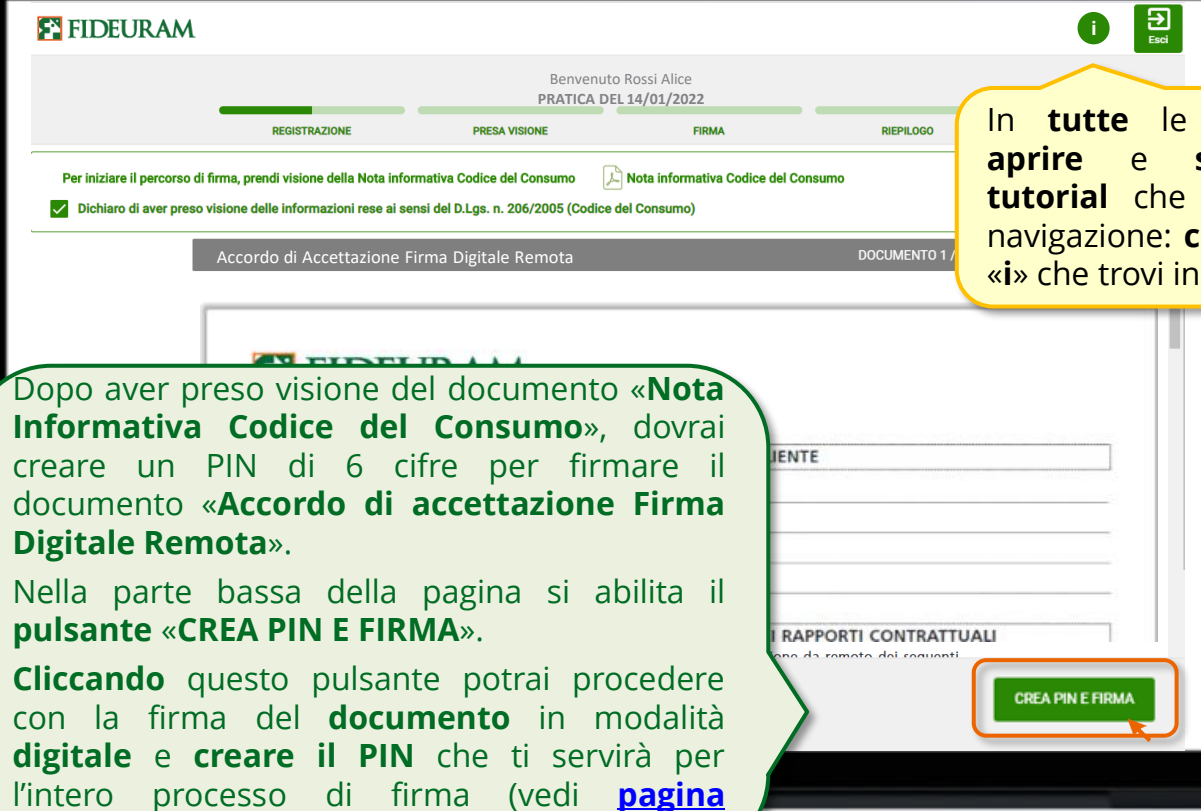 FIDEURAM
i
Esci
Benvenuto Rossi Alice
PRATICA DEL 14/01/2022
REGISTRAZIONE
PRESA VISIONE
FIRMA
RIEPILOGO
Per iniziare il percorso di firma, prendi visione della Nota informativa Codice del Consumo
Nota informativa Codice del Consumo
Dichiaro di aver preso visione delle informazioni rese ai sensi del D.Lgs. n. 206/2005 (Codice del Consumo)
Accordo di Accettazione Firma Digitale Remota
DOCUMENTO 1 /
In tutte le
aprire e s
tutorial che
navigazione: c
«i» che trovi in
FIDEURAM
Dopo aver preso visione del documento «Nota
Informativa Codice del Consumo», dovrai
creare un PIN di 6 cifre per firmare il
documento «Accordo di accettazione Firma
Digitale Remota».
Nella parte bassa della pagina si abilita il
pulsante «CREA PIN E FIRMA».
Cliccando questo pulsante potrai procedere
con la firma del documento in modalità
digitale e creare il PIN che ti servirà per
l'intero processo di firma (vedi pagina
IENTE
I RAPPORTI CONTRATTUALI
ione da remoto dei seguenti
CREA PIN E FIRMA